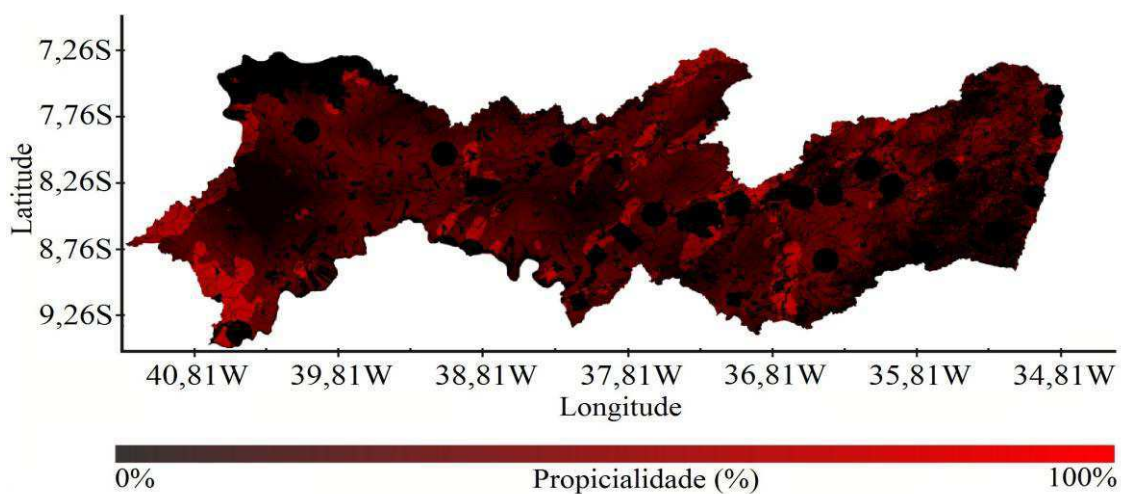 7,26S
7,76S
8,26S
8,76S
9,26S
Latitude
40,81W 39,81W 38,81W 37,81W 36,81W 35,81W 34,81W
Longitude
0% Propicialidade (%) 100%